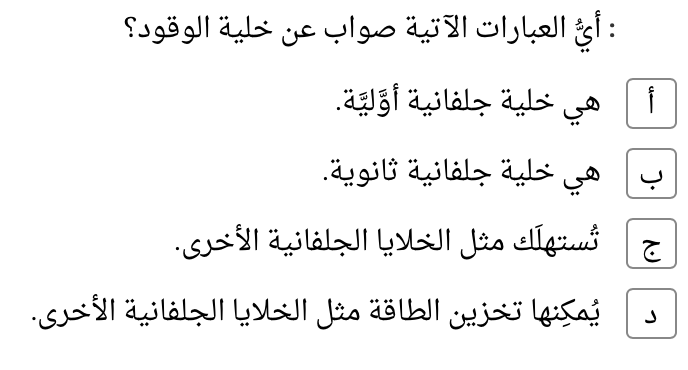 : أيُّ العبارات الآتية صواب عن خلية الوقود؟
أ هي خلية جلفانية أوَّليَّة.
ب هي خلية جلفانية ثانوية.
ج تُستهلَك مثل الخلايا الجلفانية الأخرى.
د يُمكِنها تخزين الطاقة مثل الخلايا الجلفانية الأخرى.